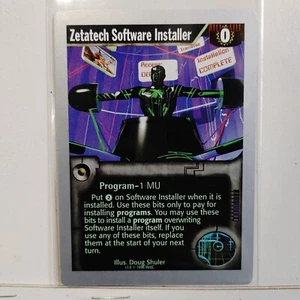 Zetatech Software Installer
0
Installation
COMPLETE
Program–1 MU
Put 2 on Software Installer when it is
installed. Use these bits only to pay for
installing programs. You may use these
bits to install a program overwriting
Software Installer itself. If you
use any of these bits, replace
them at the start of your next
turn.
Illus. Doug Shuler